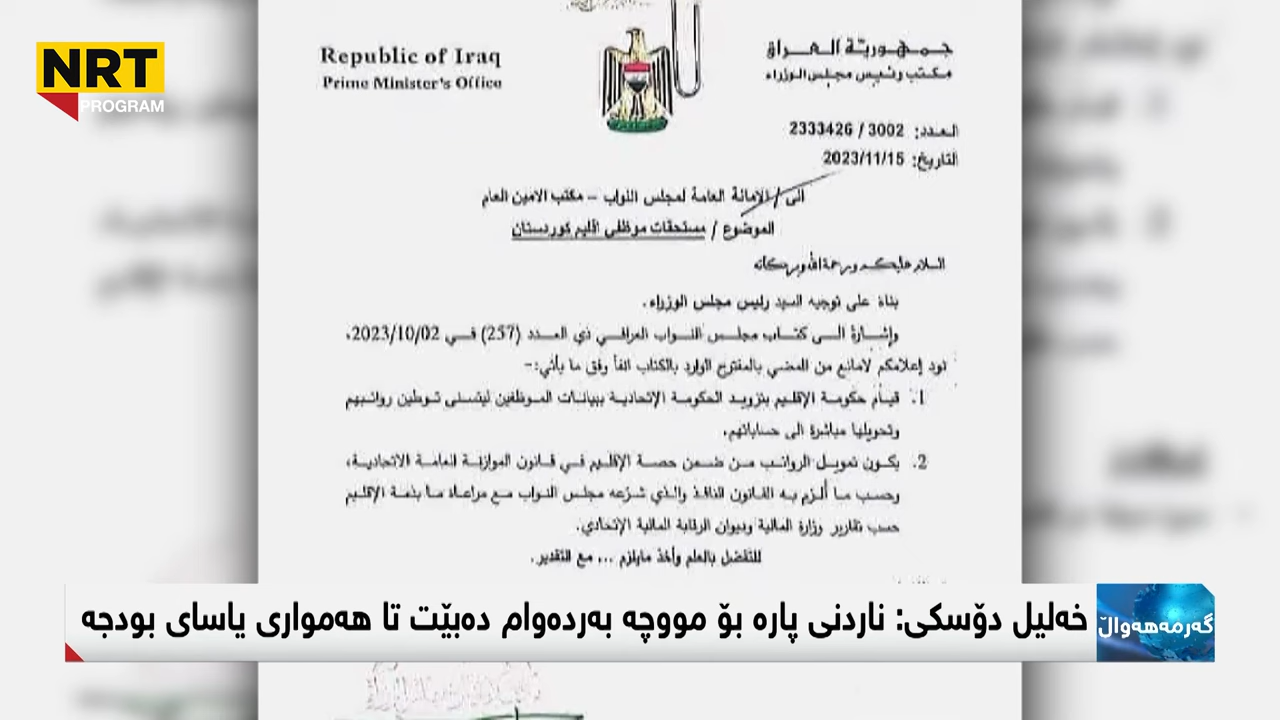 NRT
PROGRAM
Republic of Iraq
Prime Minister's Office
جمهورية العراق
مكتب رئيس مجلس الوزراء
العدد: 3002 / 2333426
التاريخ: 2023/11/15
الى / الامانة العامة لمجلس النواب – مكتب الامين العام
الموضوع / مستحقات موظفي اقليم كوردستان
السلام عليكم ورحمة الله وبركاته
بناءً على توجيه السيد رئيس مجلس الوزراء.
وإشارةً الى كتاب مجلس النواب العراقي ذي العدد (257) في 2023/10/02،
نود إعلامكم لامانع من المضي بالمقترح الوارد بالكتاب انفاً وفق ما يأتي:-
1. قيام حكومة الإقليم بتزويد الحكومة الإتحادية ببيانات الموظفين ليتسنى توطين رواتبهم
وتحويلها مباشرة الى حساباتهم.
2. يكون تمويل الرواتب من ضمن حصة الإقليم في قانون الموازنة العامة الاتحادية،
وحسب ما ألزم به القانون النافذ والذي شرّعه مجلس النواب مع مراعاة ما بذمة الإقليم
حسب تقارير وزارة المالية وديوان الرقابة المالية الإتحادي.
للتفضل بالعلم وأخذ مايلزم ... مع التقدير.
گەرمەهەواڵ
خەلیل دۆسکی: ناردنی پارە بۆ مووچە بەردەوام دەبێت تا هەمواری یاسای بودجە